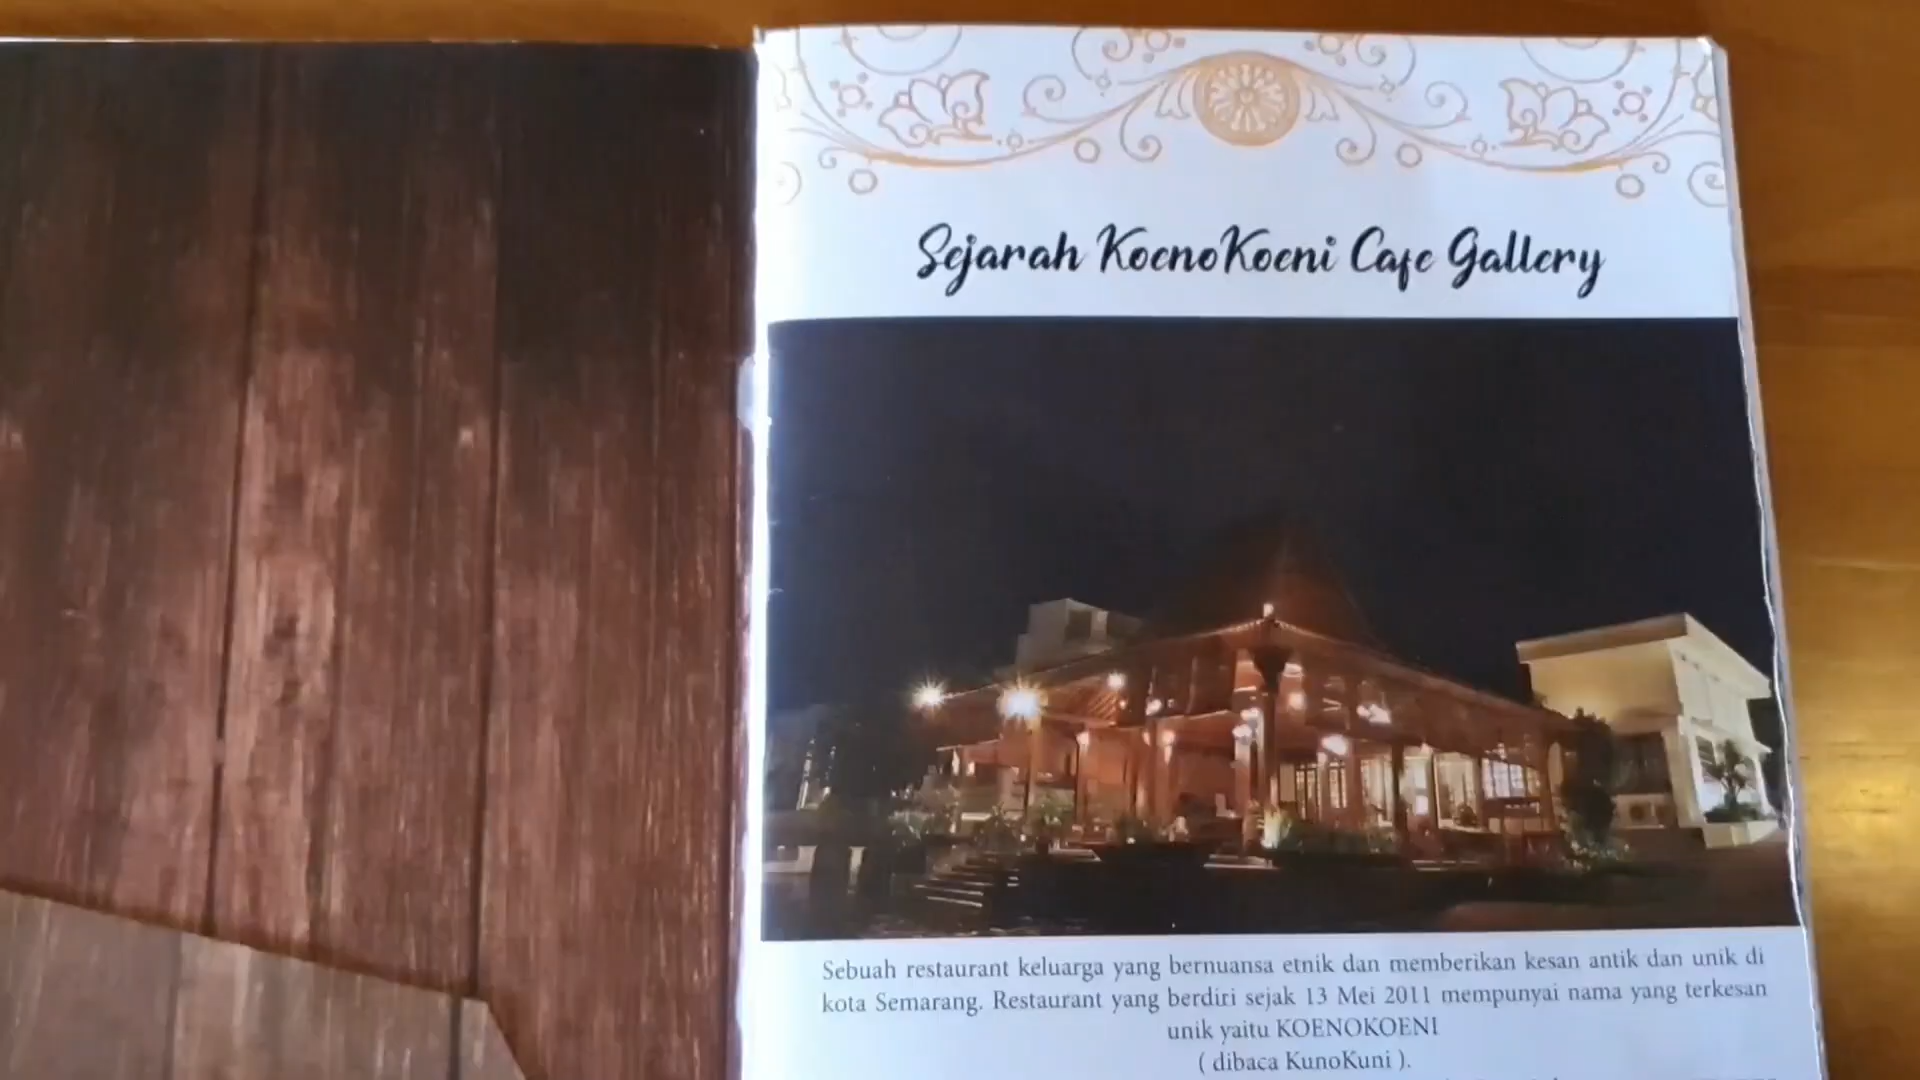 Sejarah KoenoKoeni Cafe Gallery
Sebuah restaurant keluarga yang bernuansa etnik dan memberikan kesan antik dan unik di
kota Semarang. Restaurant yang berdiri sejak 13 Mei 2011 mempunyai nama yang terkesan
unik yaitu KOENOKOENI
( dibaca KunoKuni ).